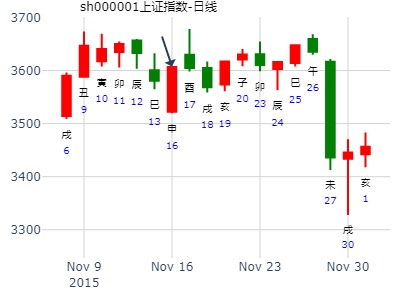 sh000001上证指数-日线
3700
3600
3500
3400
3300
戌
6
丑
9
寅
10
卯
11
辰
12
巳
13
申
16
酉
17
戌
18
亥
19
子
20
卯
23
辰
24
巳
25
午
26
未
27
戌
30
亥
1
Nov 9
2015
Nov 16
Nov 23
Nov 30